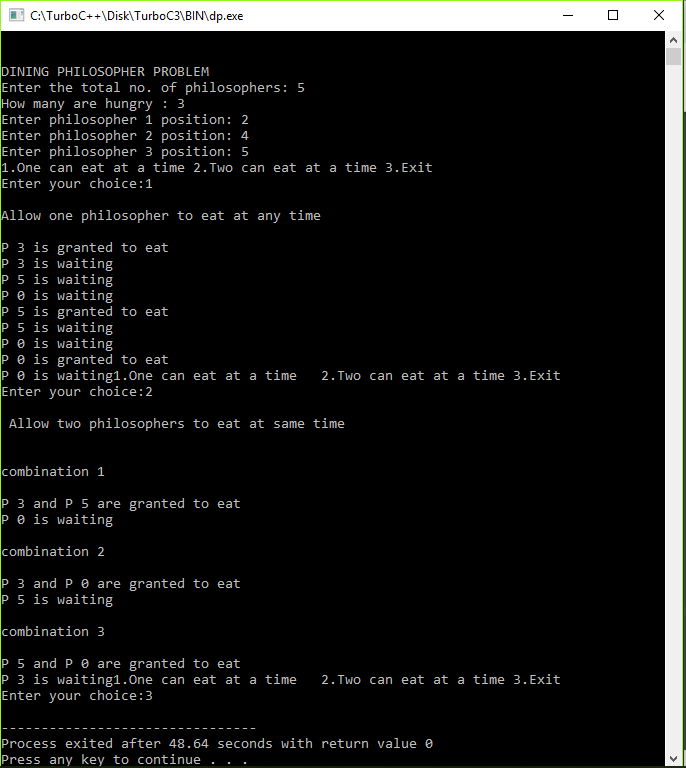 C:\TurboC++\Disk\TurboC3\BIN\dp.exe
DINING PHILOSOPHER PROBLEM
Enter the total no. of philosophers: 5
How many are hungry : 3
Enter philosopher 1 position: 2
Enter philosopher 2 position: 4
Enter philosopher 3 position: 5
1.One can eat at a time 2.Two can eat at a time 3.Exit
Enter your choice:1
Allow one philosopher to eat at any time
P 3 is granted to eat
P 3 is waiting
P 5 is waiting
P 0 is waiting
P 5 is granted to eat
P 5 is waiting
P 0 is waiting
P 0 is granted to eat
P 0 is waiting1.One can eat at a time   2.Two can eat at a time 3.Exit
Enter your choice:2
Allow two philosophers to eat at same time
combination 1
P 3 and P 5 are granted to eat
P 0 is waiting
combination 2
P 3 and P 0 are granted to eat
P 5 is waiting
combination 3
P 5 and P 0 are granted to eat
P 3 is waiting1.One can eat at a time   2.Two can eat at a time 3.Exit
Enter your choice:3
--------------------------------
Process exited after 48.64 seconds with return value 0
Press any key to continue . . .